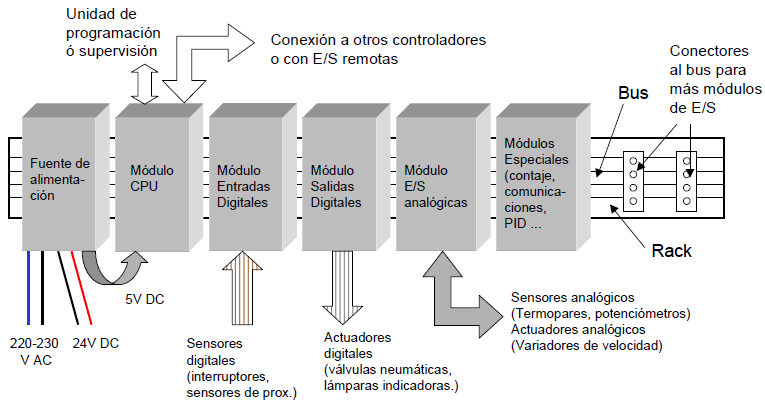 Unidad de
programación
ó supervisión
Conexión a otros controladores
o con E/S remotas
Conectores
al bus para
más módulos
de E/S
Bus
Fuente de
alimenta-
ción
Módulo
CPU
Módulo
Entradas
Digitales
Módulo
Salidas
Digitales
Módulo
E/S
analógicas
Módulos
Especiales
(contaje,
comunica-
ciones,
PID ...
Rack
5V DC
220-230
V AC
24V DC
Sensores
digitales
(interruptores,
sensores de prox.)
Actuadores
digitales
(válvulas neumáticas,
lámparas indicadoras.)
Sensores analógicos
(Termopares, potenciómetros)
Actuadores analógicos
(Variadores de velocidad)